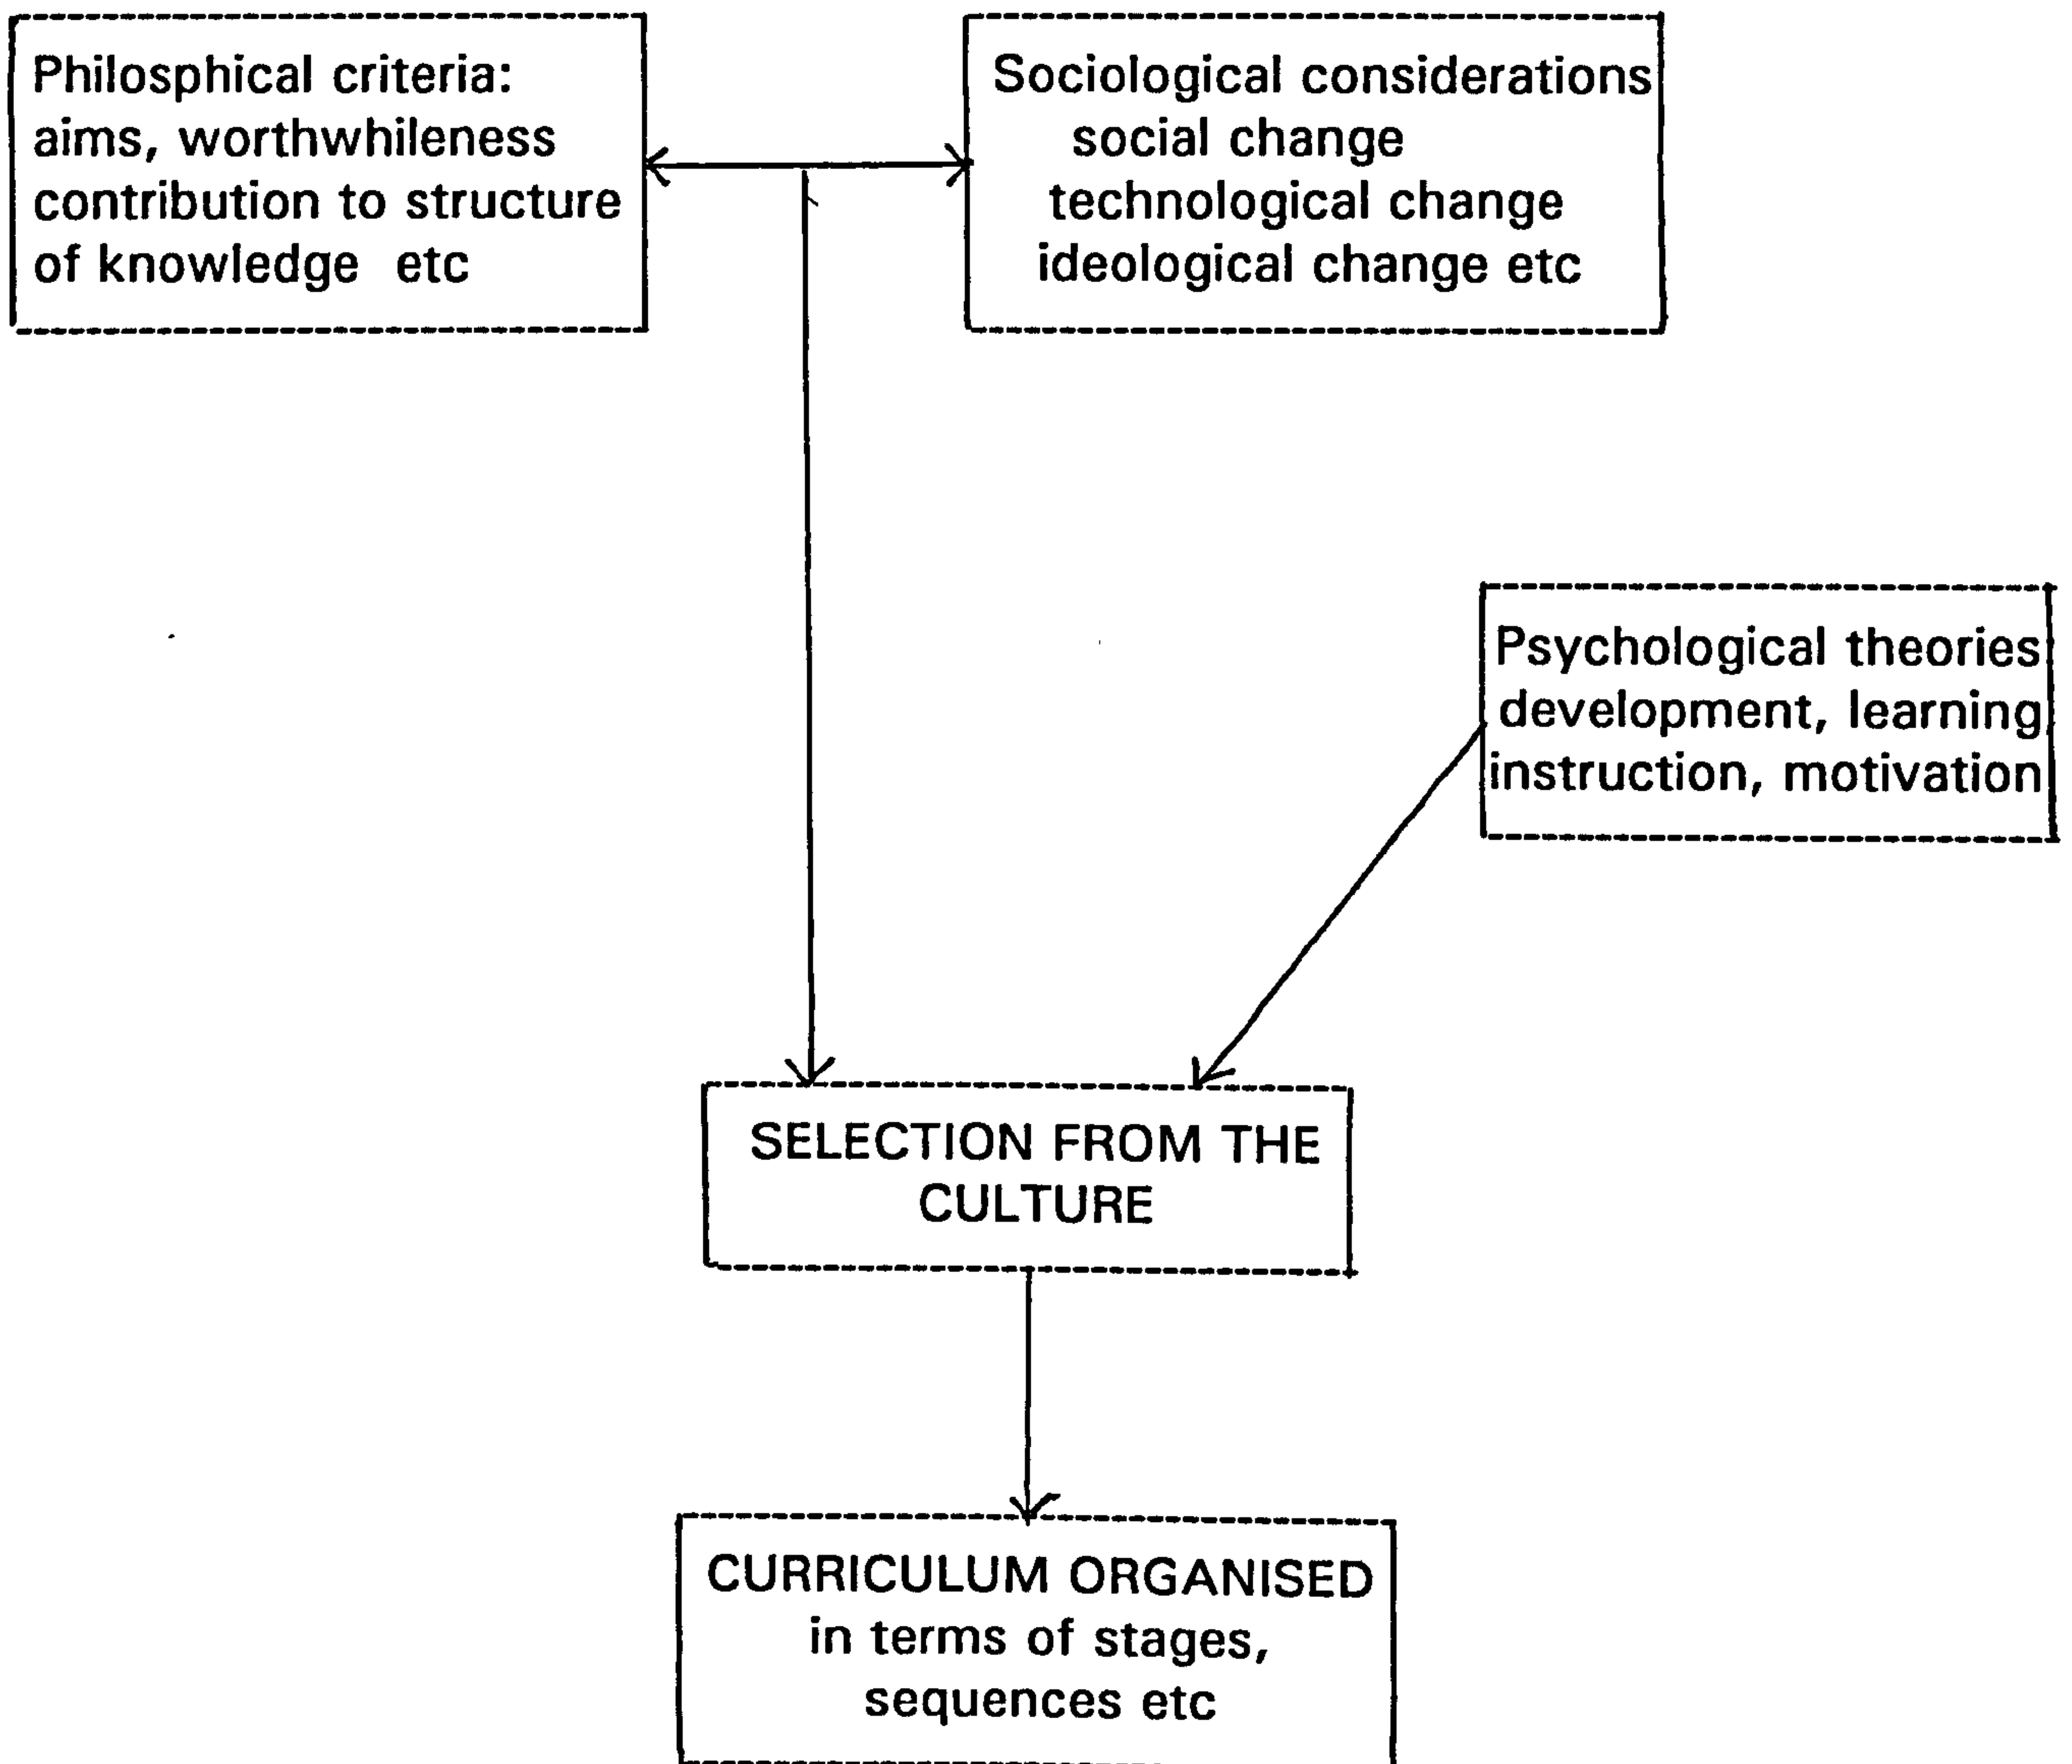 Philosphical criteria:
aims, worthwhileness
contribution to structure
of knowledge etc
Sociological considerations
social change
technological change
ideological change etc
Psychological theories
development, learning
instruction, motivation
SELECTION FROM THE
CULTURE
CURRICULUM ORGANISED
in terms of stages,
sequences etc